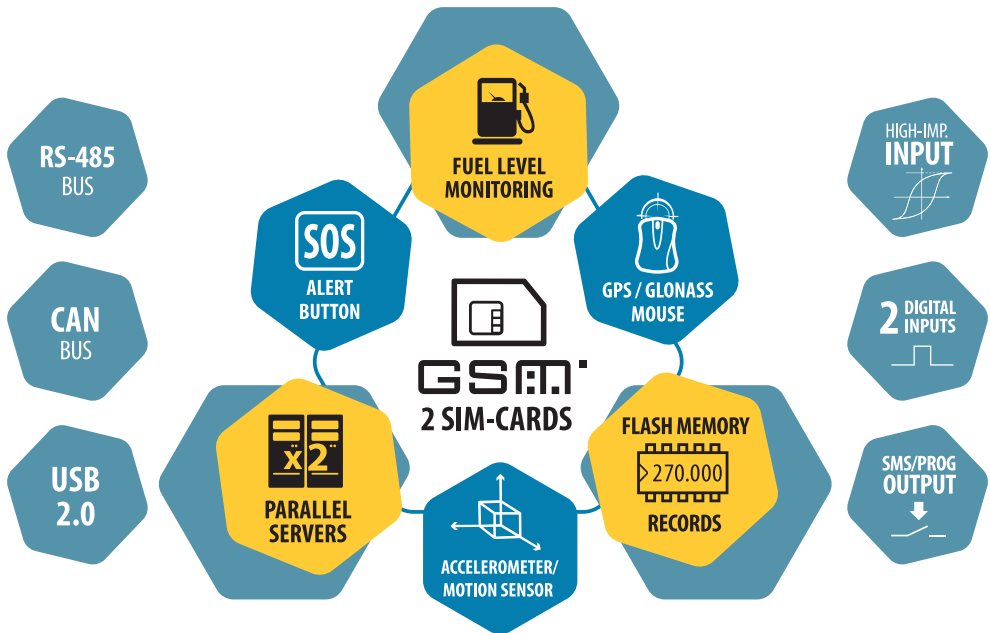 FUEL LEVEL
MONITORING
RS-485
BUS
HIGH-IMP.
INPUT
SOS
ALERT
BUTTON
GPS / GLONASS
MOUSE
CAN
BUS
2 DIGITAL
INPUTS
GSM
2 SIM-CARDS
x2
PARALLEL
SERVERS
FLASH MEMORY
270.000
RECORDS
USB
2.0
SMS/PROG
OUTPUT
ACCELEROMETER/
MOTION SENSOR